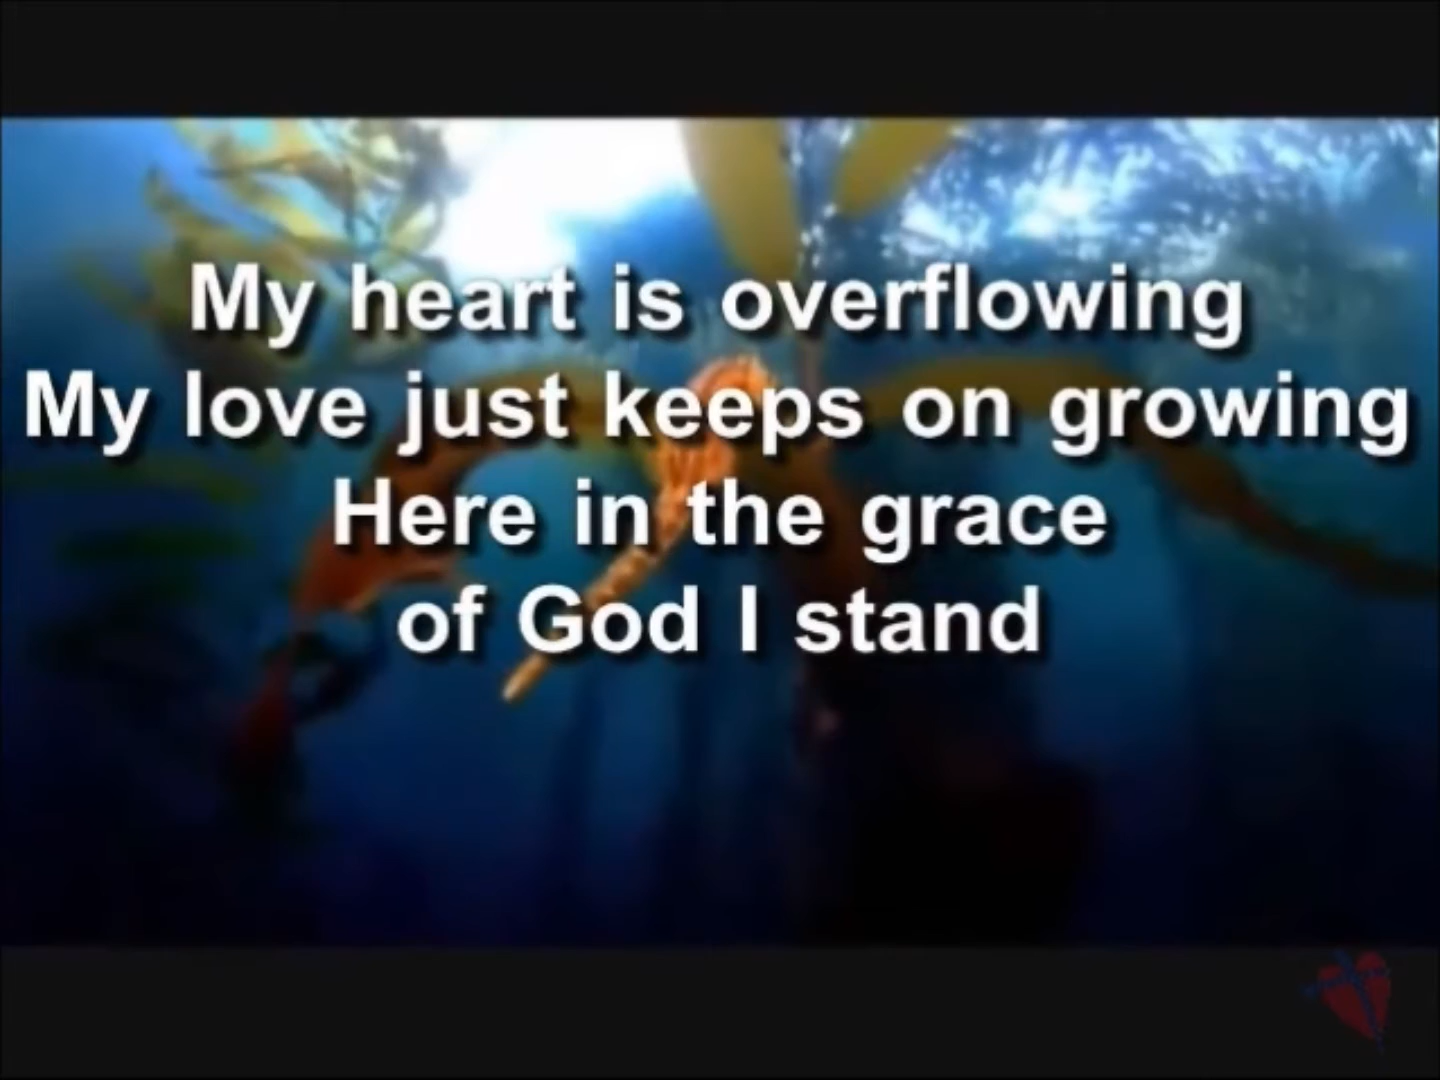 My heart is overflowing
My love just keeps on growing
Here in the grace
of God I stand